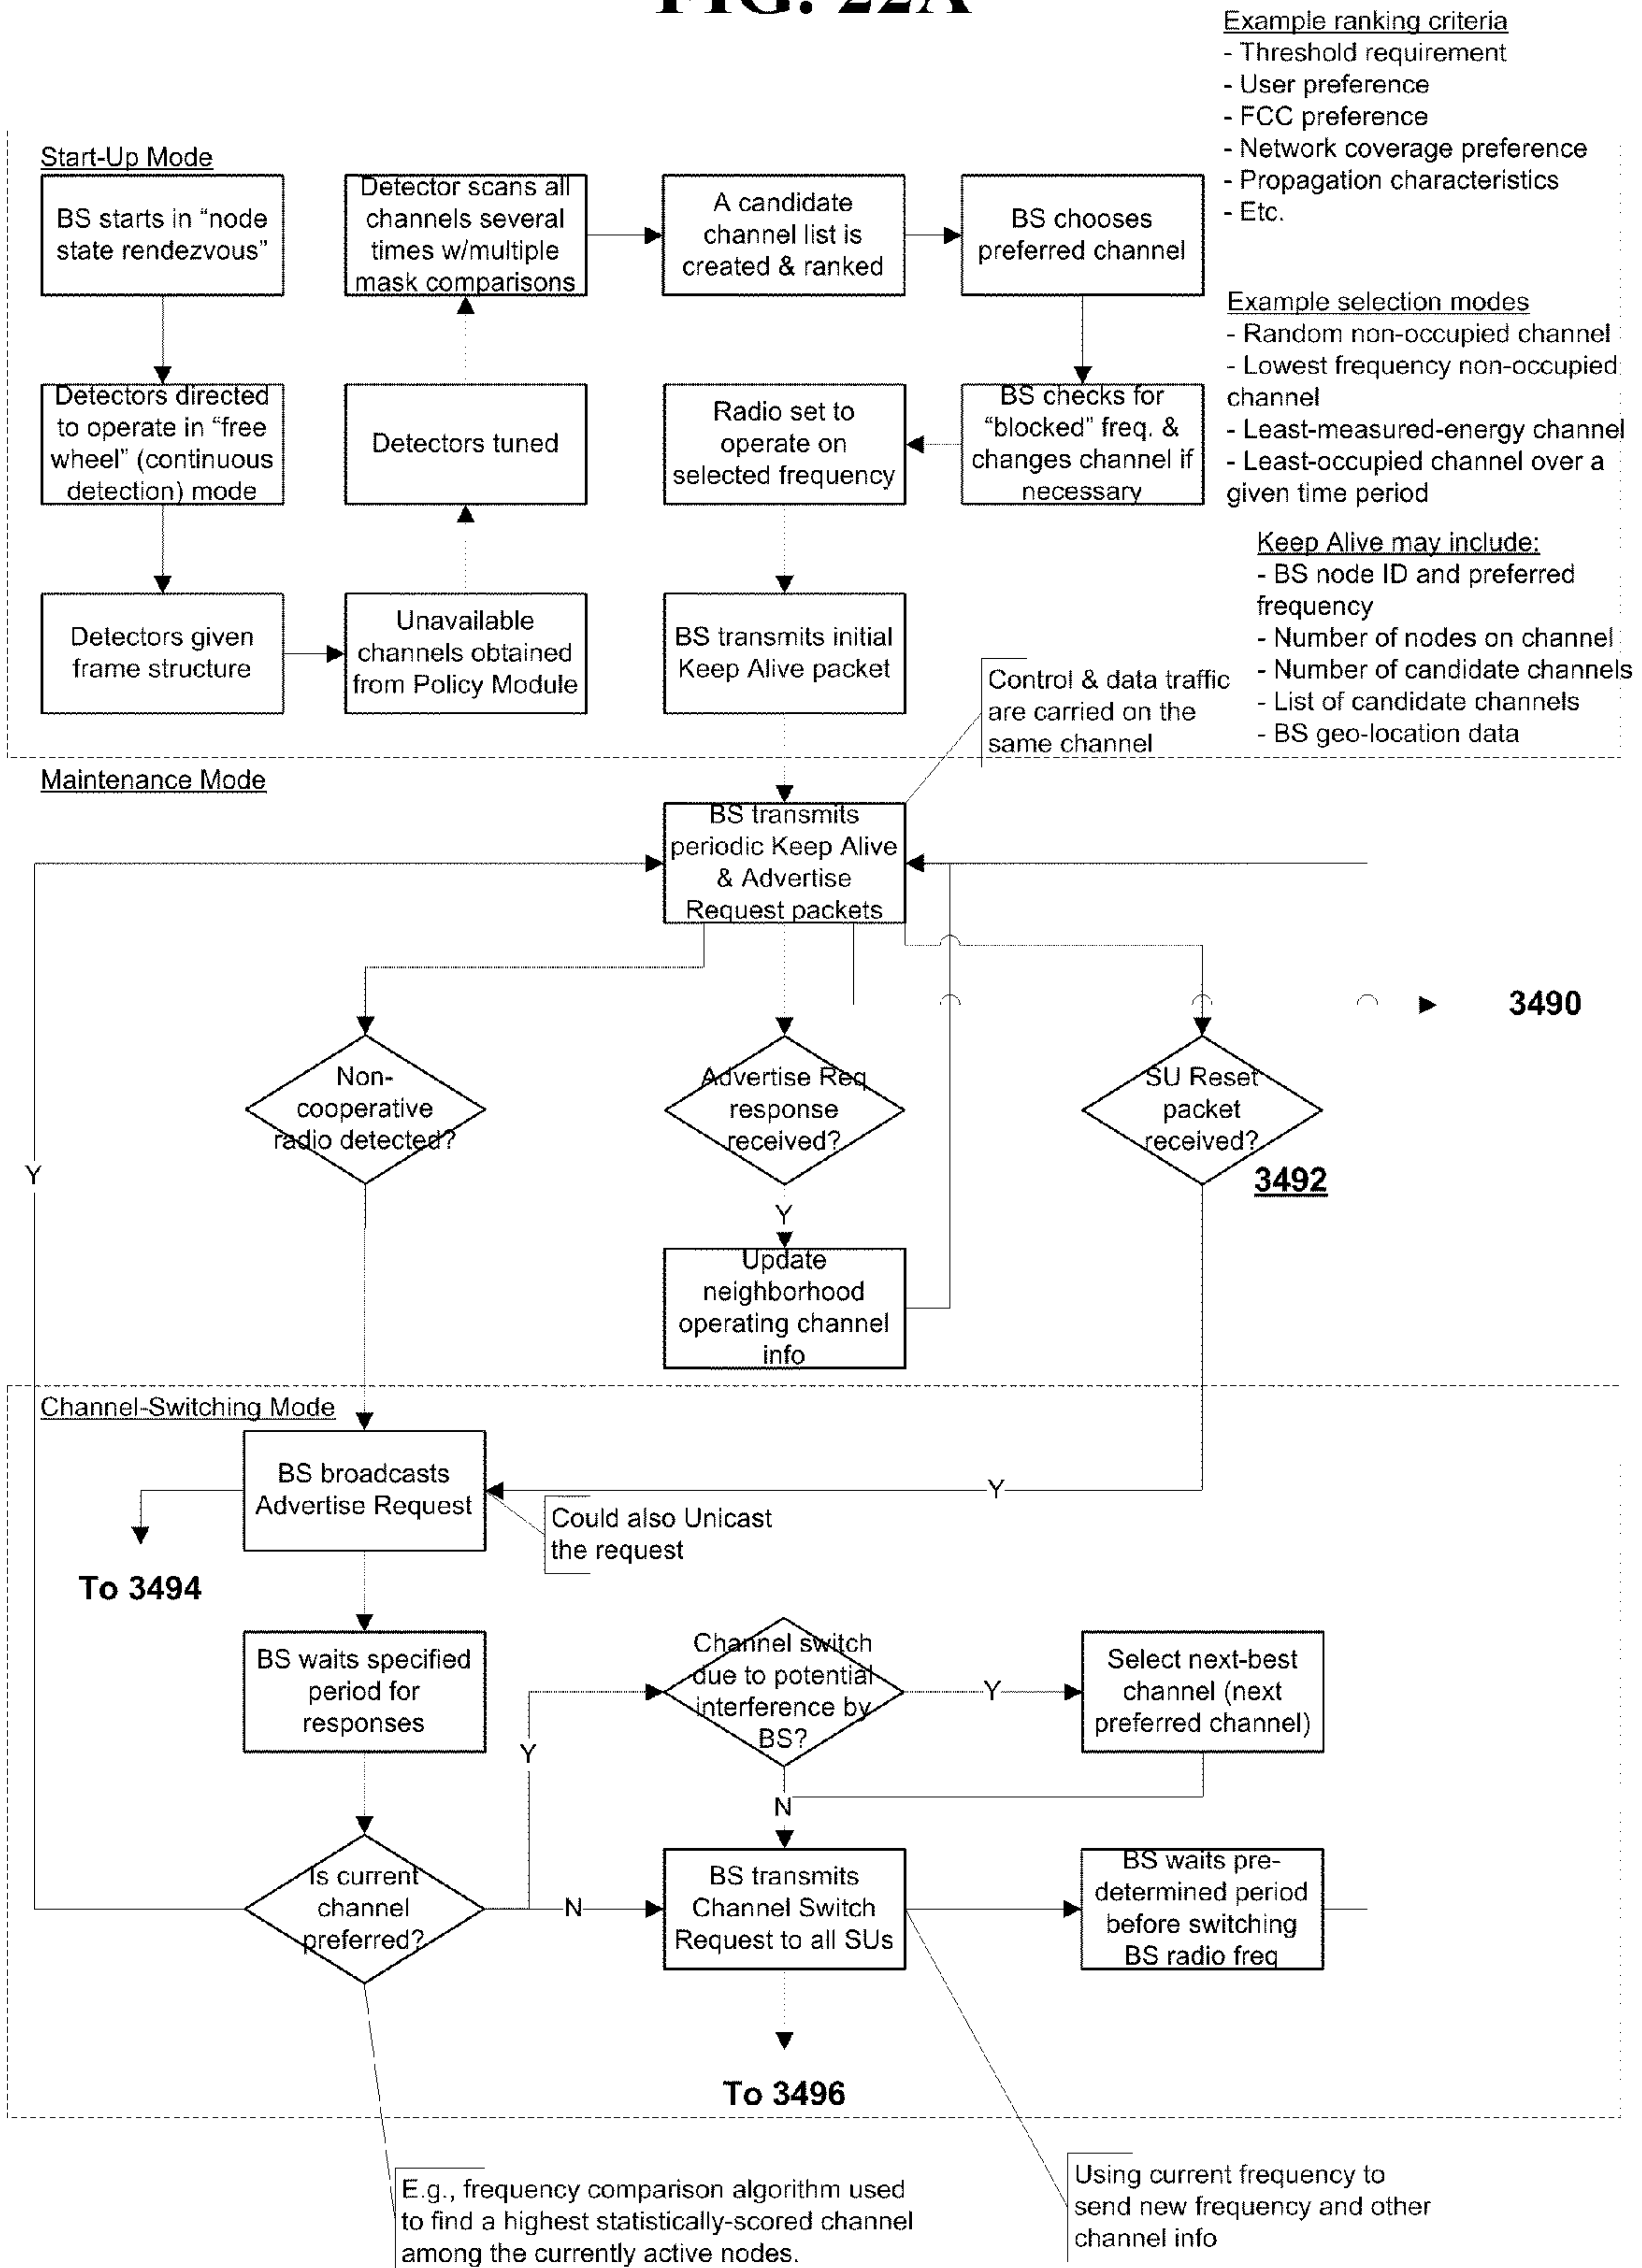 FIG. 22A
Example ranking criteria
- Threshold requirement
- User preference
- FCC preference
- Network coverage preference
- Propagation characteristics
- Etc.
Start-Up Mode
BS starts in “node
state rendezvous”
Detector scans all
channels several
times w/multiple
mask comparisons
A candidate
channel list is
created & ranked
BS chooses
preferred channel
Example selection modes
- Random non-occupied channel
- Lowest frequency non-occupied
channel
- Least-measured-energy channel
- Least-occupied channel over a
given time period
Detectors directed
to operate in “free
wheel” (continuous
detection) mode
Detectors tuned
Radio set to
operate on
selected frequency
BS checks for
“blocked” freq. &
changes channel if
necessary
Keep Alive may include:
- BS node ID and preferred
frequency
- Number of nodes on channel
- Number of candidate channels
- List of candidate channels
- BS geo-location data
Detectors given
frame structure
Unavailable
channels obtained
from Policy Module
BS transmits initial
Keep Alive packet
Control & data traffic
are carried on the
same channel
Maintenance Mode
BS transmits
periodic Keep Alive
& Advertise
Request packets
3490
Non-
cooperative
radio detected?
Advertise Req
response
received?
SU Reset
packet
received?
3492
Y
Y
Update
neighborhood
operating channel
info
Channel-Switching Mode
BS broadcasts
Advertise Request
Y
Could also Unicast
the request
To 3494
BS waits specified
period for
responses
Channel switch
due to potential
interference by
BS?
Y
Select next-best
channel (next
preferred channel)
Y
N
Is current
channel
preferred?
N
BS transmits
Channel Switch
Request to all SUs
BS waits pre-
determined period
before switching
BS radio freq
To 3496
E.g., frequency comparison algorithm used
to find a highest statistically-scored channel
among the currently active nodes.
Using current frequency to
send new frequency and other
channel info